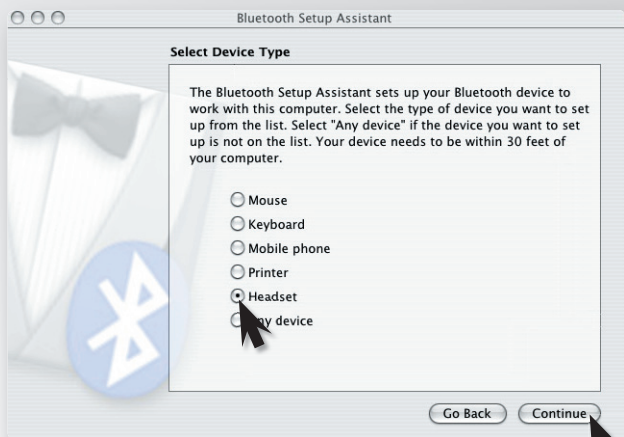 Bluetooth Setup Assistant
Select Device Type
The Bluetooth Setup Assistant sets up your Bluetooth device to
work with this computer. Select the type of device you want to set
up from the list. Select "Any device" if the device you want to set
up is not on the list. Your device needs to be within 30 feet of
your computer.
Mouse
Keyboard
Mobile phone
Printer
Headset
device
Go Back
Continue